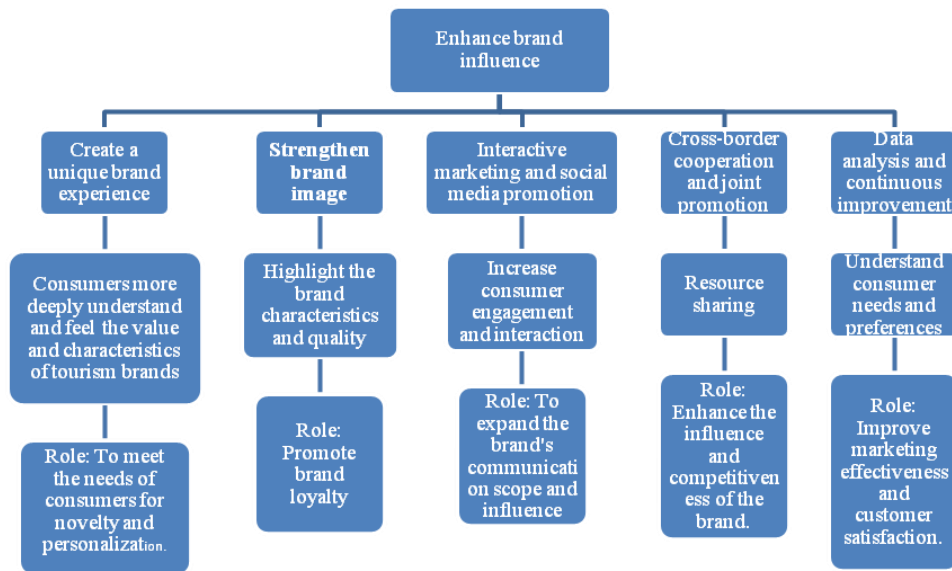 Enhance brand
influence
Create a
unique brand
experience
Strengthen
brand
image
Interactive
marketing and social
media promotion
Cross-border
cooperation
and joint
promotion
Data
analysis and
continuous
improvement
Consumers more
deeply understand
and feel the value
and characteristics
of tourism brands
Highlight the
brand
characteristics
and quality
Increase
consumer
engagement
and interaction
Resource
sharing
Understand
consumer
needs and
preferences
Role: To meet
the needs of
consumers for
novelty and
personalization.
Role:
Promote
brand
loyalty
Role: To
expand the
brand's
communicati
on scope and
influence
Role:
Enhance the
influence
and
competitiven
ess of the
brand.
Role:
Improve
marketing
effectiveness
and
customer
satisfaction.